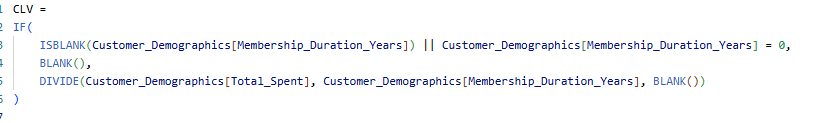 1 CLV =
2 IF(
3 ISBLANK(Customer_Demographics[Membership_Duration_Years]) || Customer_Demographics[Membership_Duration_Years] = 0,
4 BLANK(),
5 DIVIDE(Customer_Demographics[Total_Spent], Customer_Demographics[Membership_Duration_Years], BLANK())
6 )
7